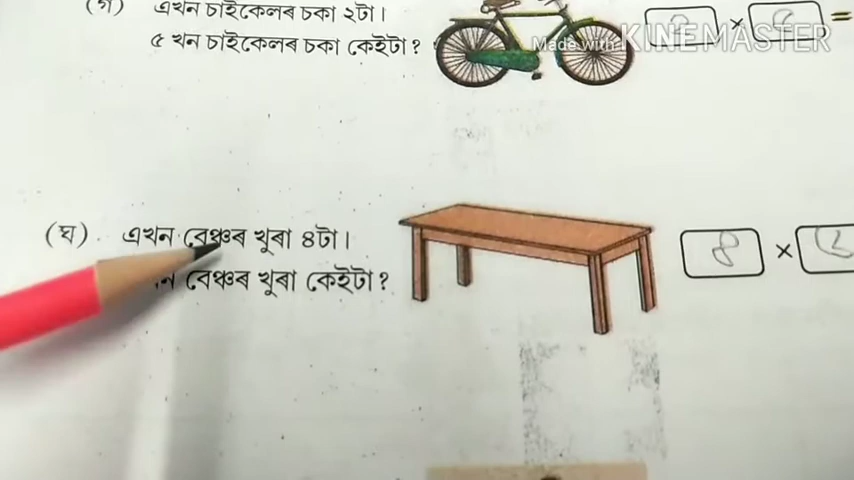 (গ) এখন চাইকেলৰ চকা ২টা।
৫ খন চাইকেলৰ চকা কেইটা?
× =
Made with KINEMASTER
(ঘ). এখন বেঞ্চৰ খুৰা ৪টা।
বেঞ্চৰ খুৰা কেইটা?
৪ ×